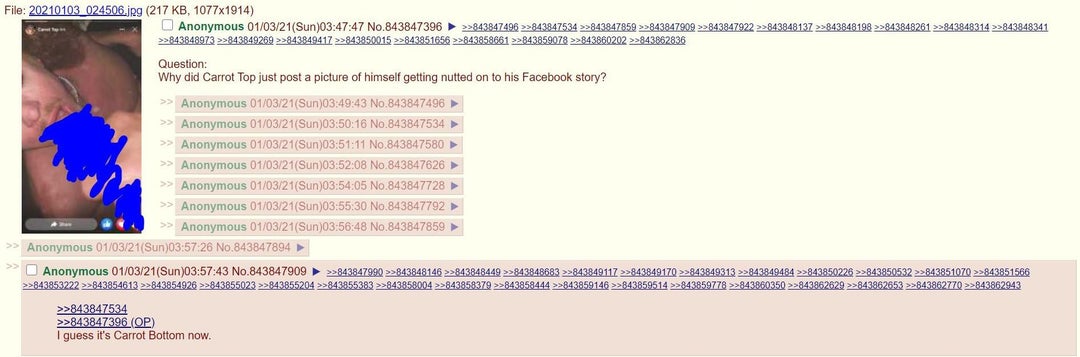 File: 20210103_024506.jpg (217 KB, 1077x1914)
Carrot Top
Share
Anonymous 01/03/21(Sun)03:47:47 No.843847396 ▶ >>843847496 >>843847534 >>843847859 >>843847909 >>843847922 >>843848137 >>843848198 >>843848261 >>843848314 >>843848341
>>843848973 >>843849269 >>843849417 >>843850015 >>843851656 >>843858661 >>843859078 >>843860202 >>843862836
Question:
Why did Carrot Top just post a picture of himself getting nutted on to his Facebook story?
>> Anonymous 01/03/21(Sun)03:49:43 No.843847496 ▶
>> Anonymous 01/03/21(Sun)03:50:16 No.843847534 ▶
>> Anonymous 01/03/21(Sun)03:51:11 No.843847580 ▶
>> Anonymous 01/03/21(Sun)03:52:08 No.843847626 ▶
>> Anonymous 01/03/21(Sun)03:54:05 No.843847728 ▶
>> Anonymous 01/03/21(Sun)03:55:30 No.843847792 ▶
>> Anonymous 01/03/21(Sun)03:56:48 No.843847859 ▶
>> Anonymous 01/03/21(Sun)03:57:26 No.843847894 ▶
>> Anonymous 01/03/21(Sun)03:57:43 No.843847909 ▶ >>843847990 >>843848146 >>843848449 >>843848683 >>843849117 >>843849170 >>843849313 >>843849484 >>843850226 >>843850532 >>843851070 >>843851566
>>843853222 >>843854613 >>843854926 >>843855023 >>843855204 >>843855383 >>843858004 >>843858379 >>843858444 >>843859146 >>843859514 >>843859778 >>843860350 >>843862629 >>843862653 >>843862770 >>843862943
>>843847534
>>843847396 (OP)
I guess it's Carrot Bottom now.